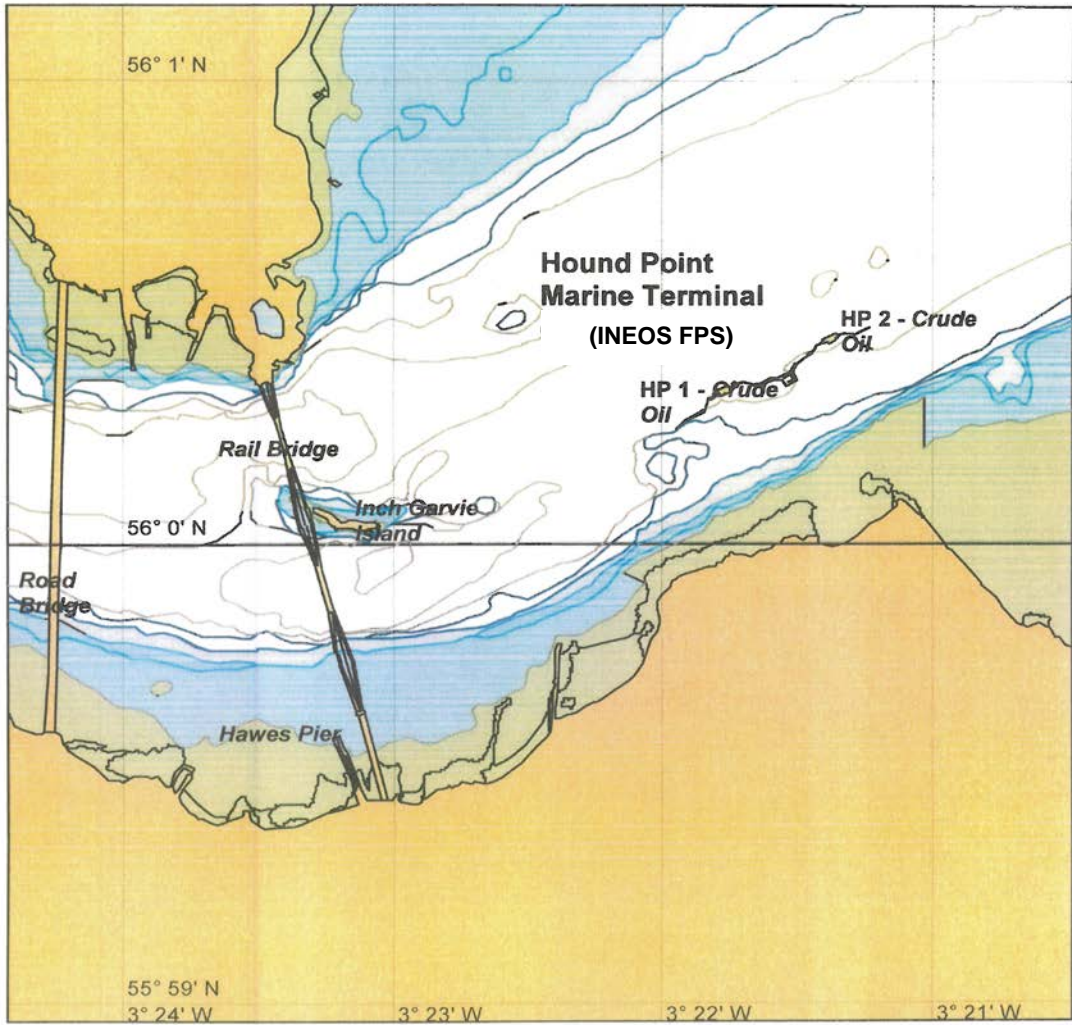 56° 1' N
Hound Point
Marine Terminal
(INEOS FPS)
HP 2 - Crude
Oil
HP 1 - Crude
Oil
Rail Bridge
Inch Garvie
Island
56° 0' N
Road
Bridge
Hawes Pier
55° 59' N
3° 24' W
3° 23' W
3° 22' W
3° 21' W